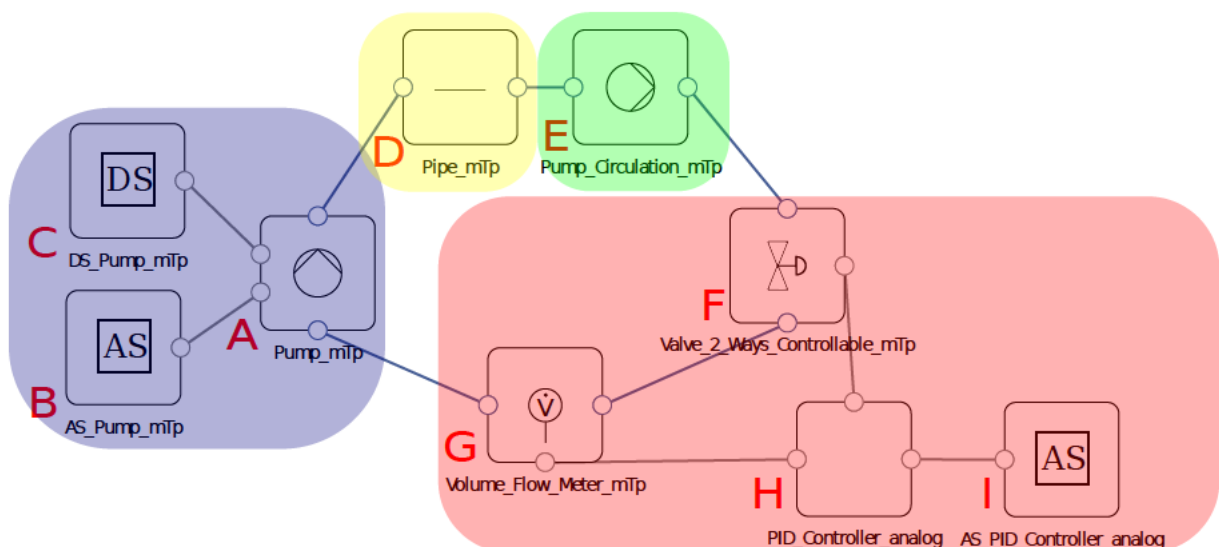 D
Pipe_mTp
E
Pump_Circulation_mTp
DS
C
DS_Pump_mTp
AS
B
AS_Pump_mTp
A
Pump_mTp
F
Valve_2_Ways_Controllable_mTp
V̇
G
Volume_Flow_Meter_mTp
H
PID_Controller_analog
AS
I
AS_PID_Controller_analog